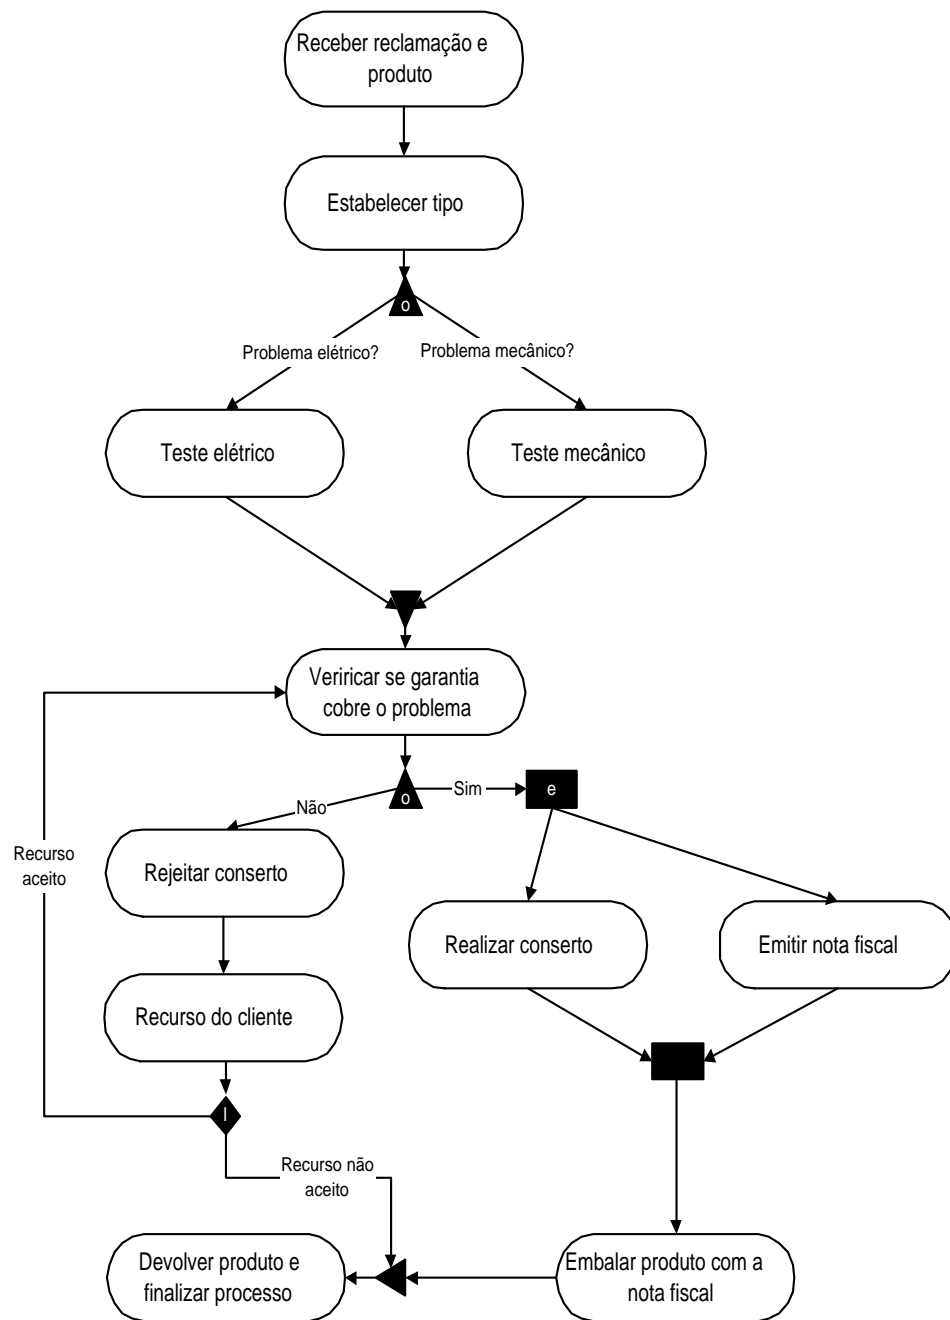 Receber reclamação e
produto
Estabelecer tipo
o
Problema elétrico?
Problema mecânico?
Teste elétrico
Teste mecânico
Veriricar se garantia
cobre o problema
o
Sim
e
Não
Recurso
aceito
Rejeitar conserto
Realizar conserto
Emitir nota fiscal
Recurso do cliente
l
Recurso não
aceito
Devolver produto e
finalizar processo
Embalar produto com a
nota fiscal